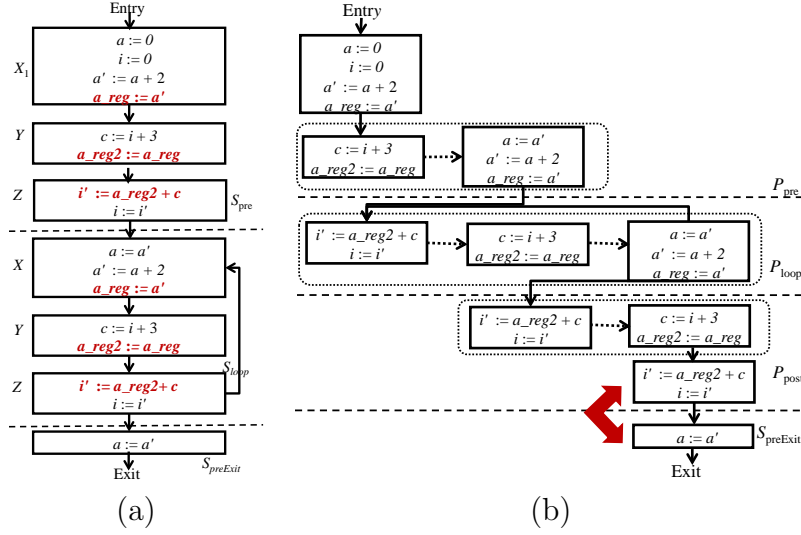 Entry
a := 0
i := 0
a' := a + 2
a_reg := a'
X1
Y
c := i + 3
a_reg2 := a_reg
Z
i' := a_reg2 + c
i := i'
Spre
X
a := a'
a' := a + 2
a_reg := a'
Y
c := i + 3
a_reg2 := a_reg
Sloop
Z
i' := a_reg2+ c
i := i'
a := a'
SpreExit
Exit
(a)
Entry
a := 0
i := 0
a' := a + 2
a_reg := a'
c := i + 3
a_reg2 := a_reg
a := a'
a' := a + 2
a_reg := a'
Ppre
i' := a_reg2 + c
i := i'
c := i + 3
a_reg2 := a_reg
a := a'
a' := a + 2
a_reg := a'
Ploop
i' := a_reg2 + c
i := i'
c := i + 3
a_reg2 := a_reg
i' := a_reg2 + c
i := i'
Ppost
a := a'
SpreExit
Exit
(b)